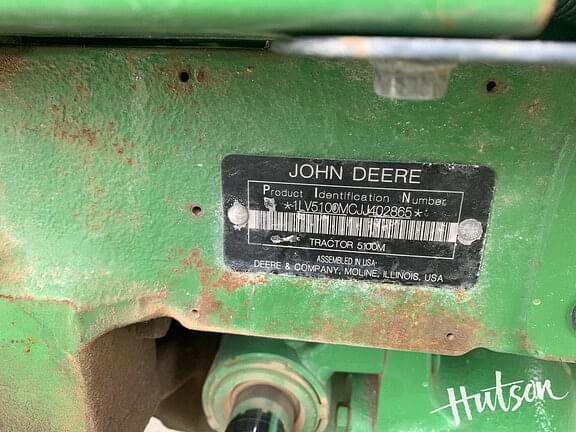 JOHN DEERE
Product Identification Number
*1LV5100MCJJ402865*
TRACTOR 5100M
ASSEMBLED IN USA
DEERE & COMPANY, MOLINE, ILLINOIS, USA
Hutson